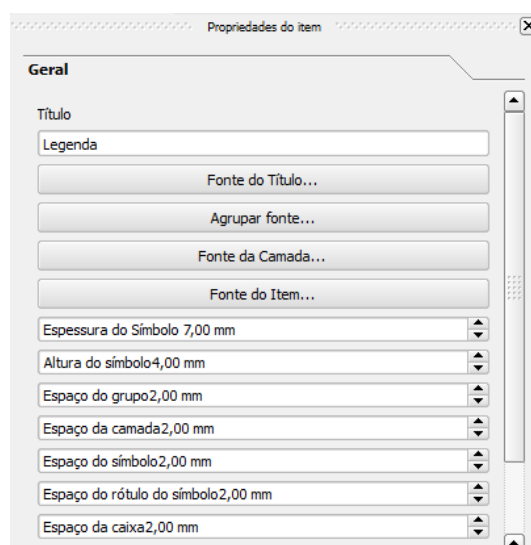 Propriedades do item
Geral
Título
Legenda
Fonte do Título...
Agrupar fonte...
Fonte da Camada...
Fonte do Item...
Espessura do Símbolo 7,00 mm
Altura do símbolo4,00 mm
Espaço do grupo2,00 mm
Espaço da camada2,00 mm
Espaço do símbolo2,00 mm
Espaço do rótulo do símbolo2,00 mm
Espaço da caixa2,00 mm